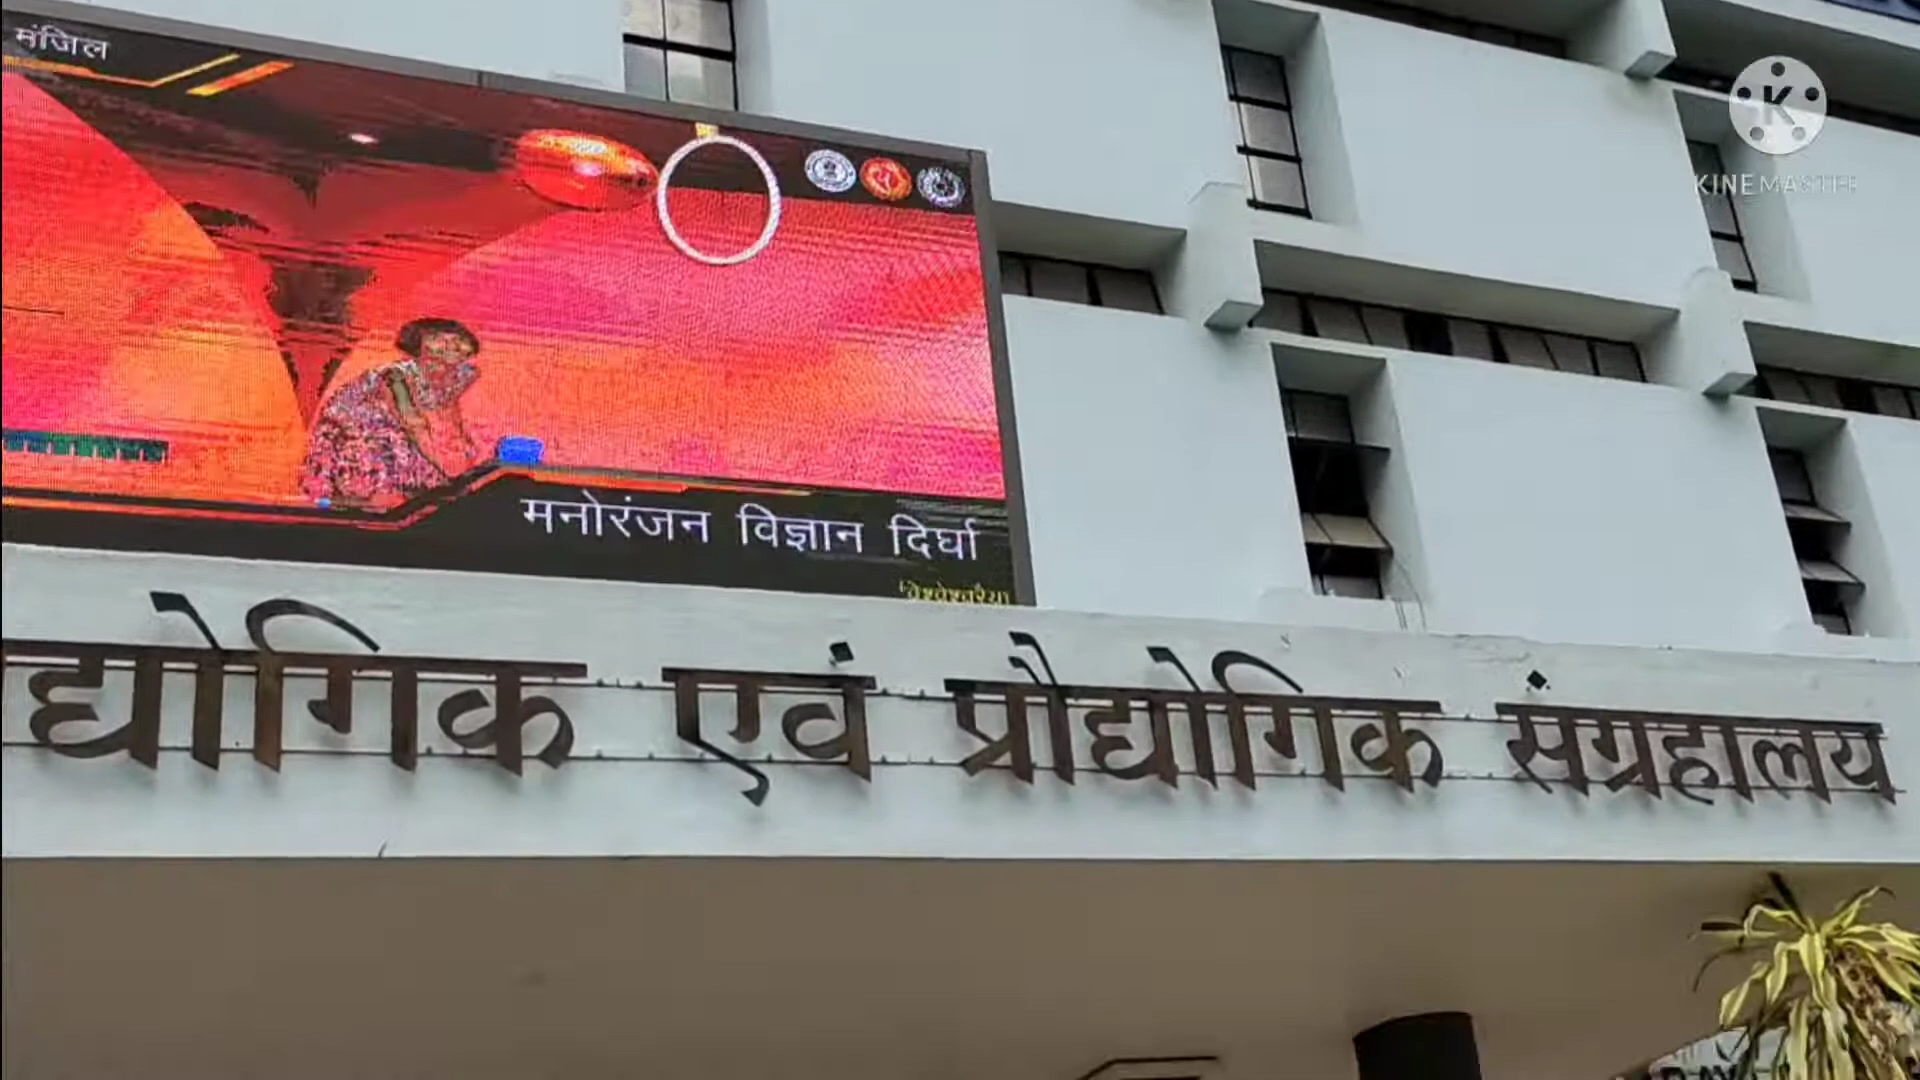 मंजिल
KINEMASTER
मनोरंजन विज्ञान दिर्घा
द्योगिक एवं प्रौद्योगिक संग्रहालय